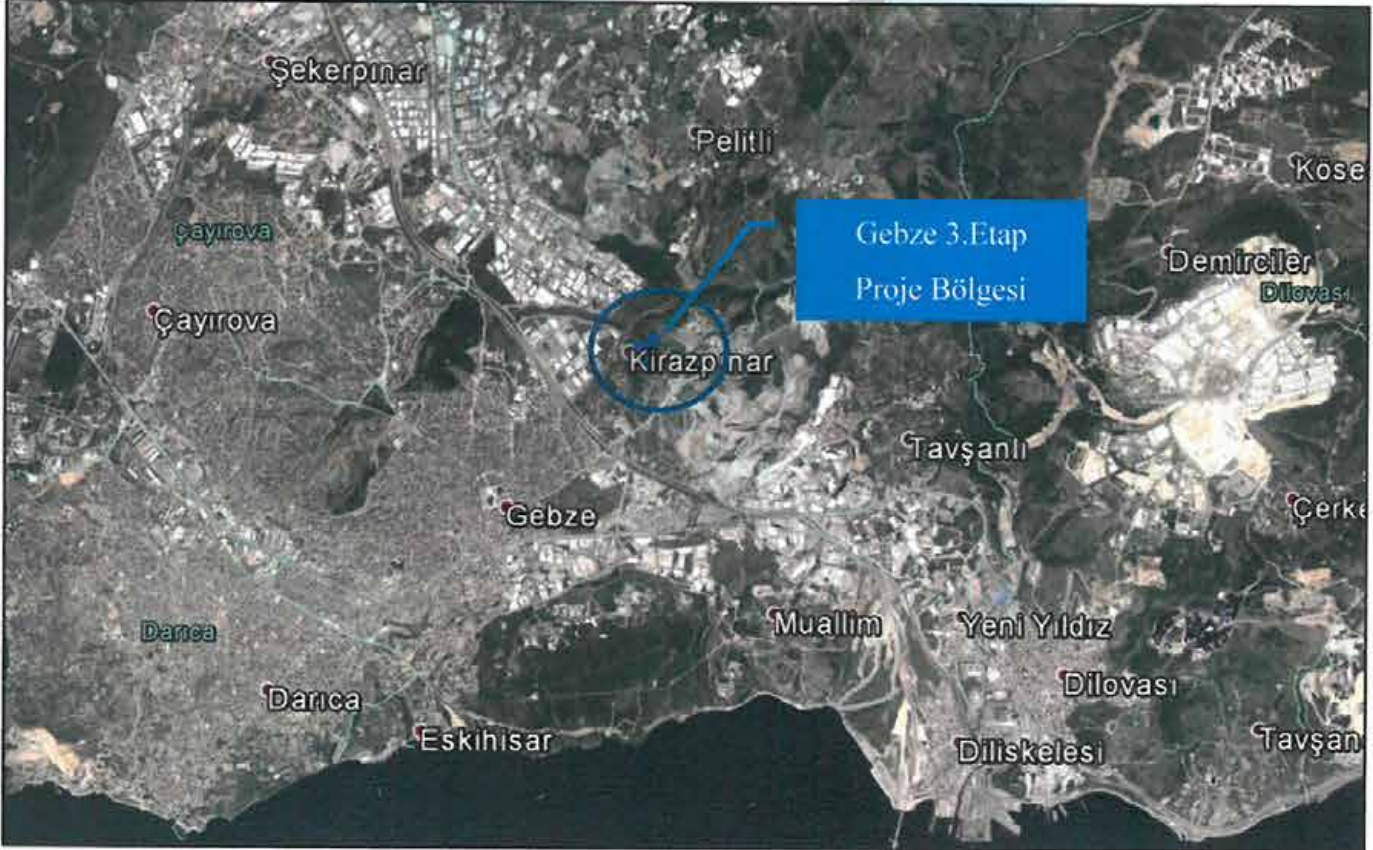 Şekerpınar
Pelitli
Köse
Çayırova
Gebze 3.Etap
Proje Bölgesi
Demirciler
Dilovası
Çayırova
Kirazpınar
Tavşanlı
Gebze
Çerke
Muallim
Yeni Yıldız
Darıca
Dilovası
Darıca
Eskihisar
Diliskelesi
Tavşan